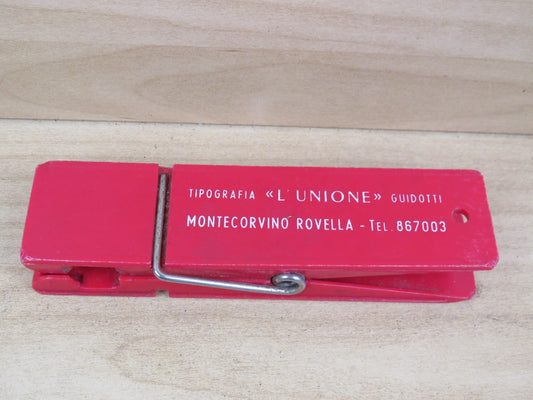 TIPOGRAFIA «L'UNIONE» GUIDOTTI
MONTECORVINO ROVELLA - TEL. 867003